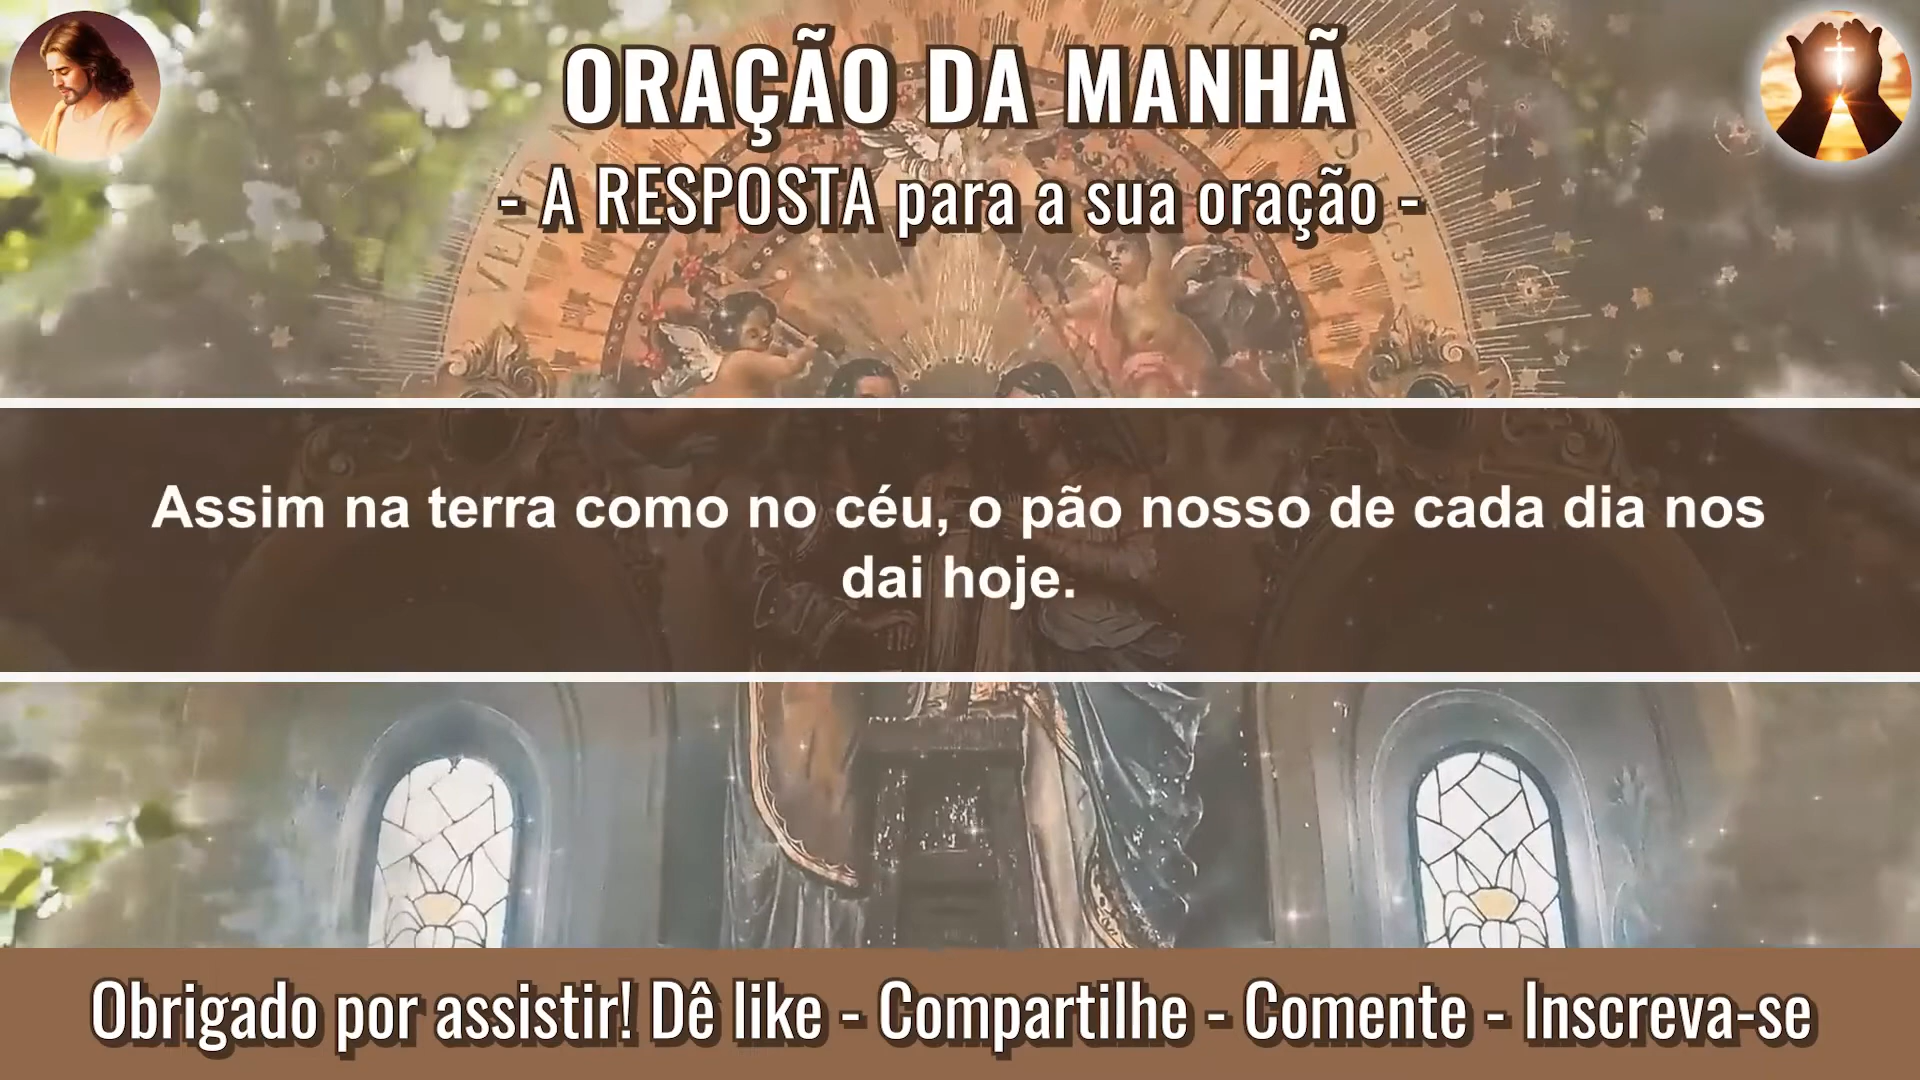 ORAÇÃO DA MANHÃ
- A RESPOSTA para a sua oração -
Assim na terra como no céu, o pão nosso de cada dia nos
dai hoje.
Obrigado por assistir! Dê like - Compartilhe - Comente - Inscreva-se